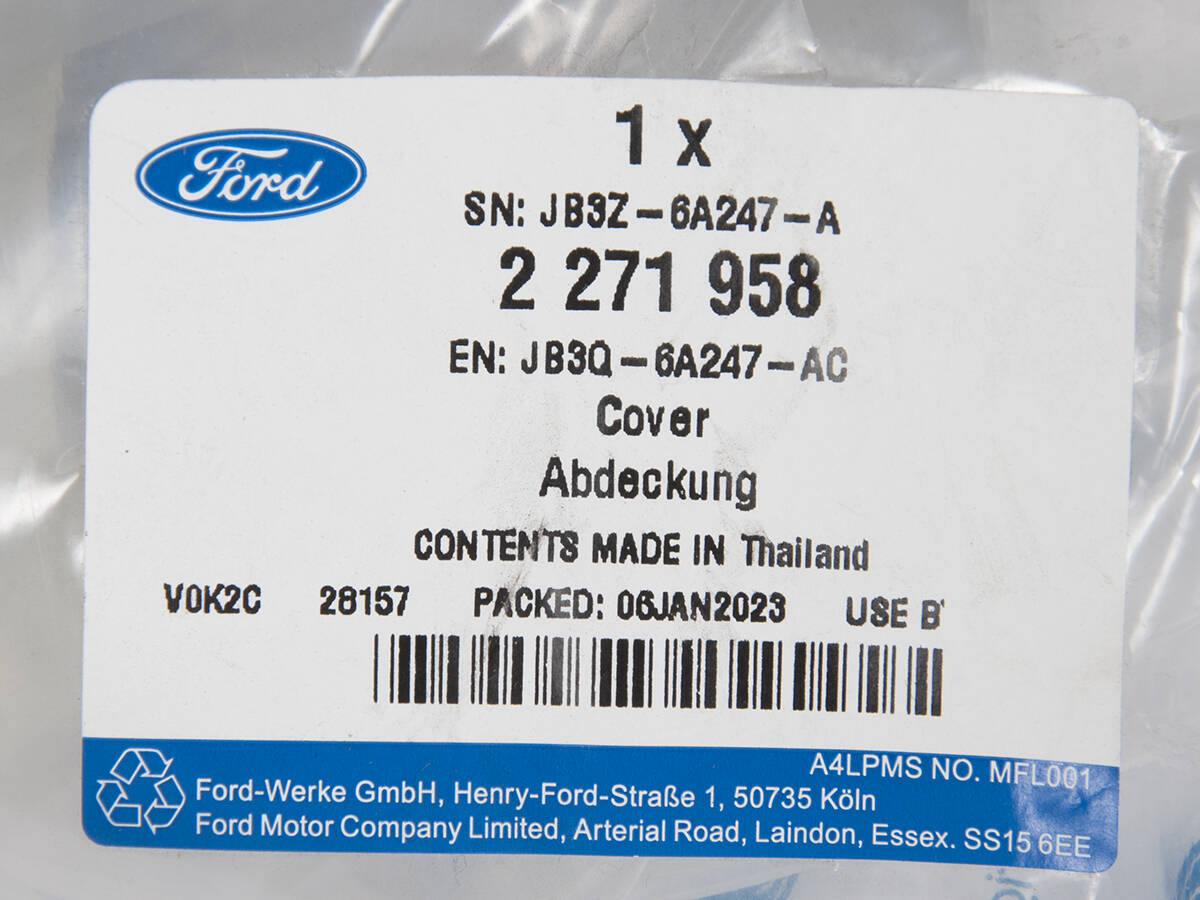 Ford
1 x
SN: JB3Z-6A247-A
2 271 958
EN: JB3Q-6A247-AC
Cover
Abdeckung
CONTENTS MADE IN Thailand
V0K2C 28157 PACKED: 06JAN2023 USE B
A4LPMS NO. MFL001
Ford-Werke GmbH, Henry-Ford-Straße 1, 50735 Köln
Ford Motor Company Limited, Arterial Road, Laindon, Essex. SS15 6EE